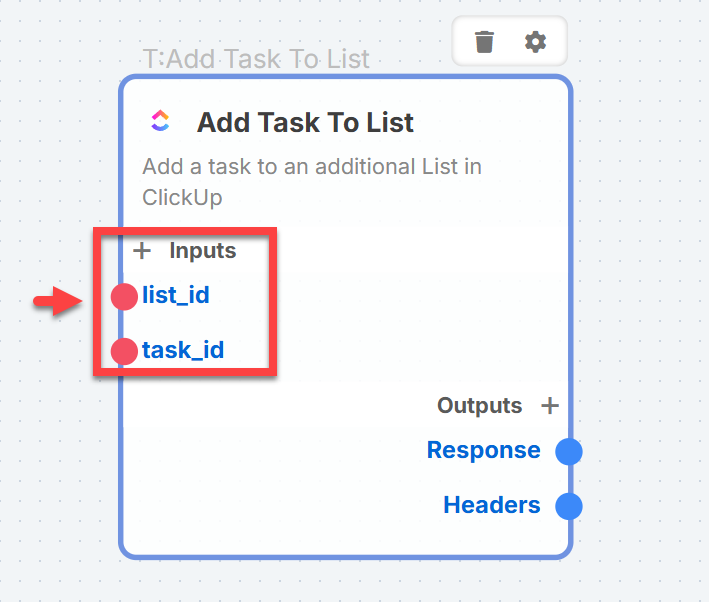 T:Add Task To List
Add Task To List
Add a task to an additional List in
ClickUp
Inputs
list_id
task_id
Outputs
Response
Headers